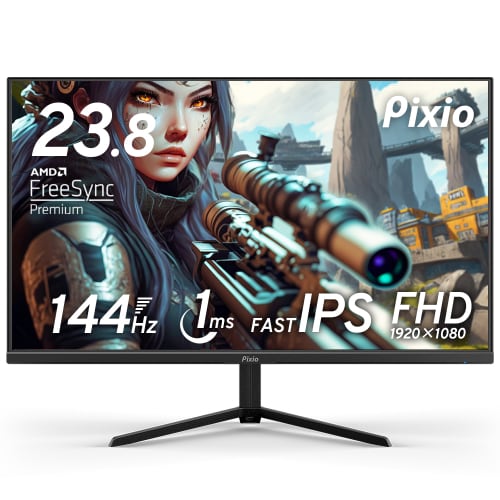 23.8
Pixio
AMD
FreeSync
Premium
144Hz
1ms
FAST IPS
FHD
1920×1080
Pixio